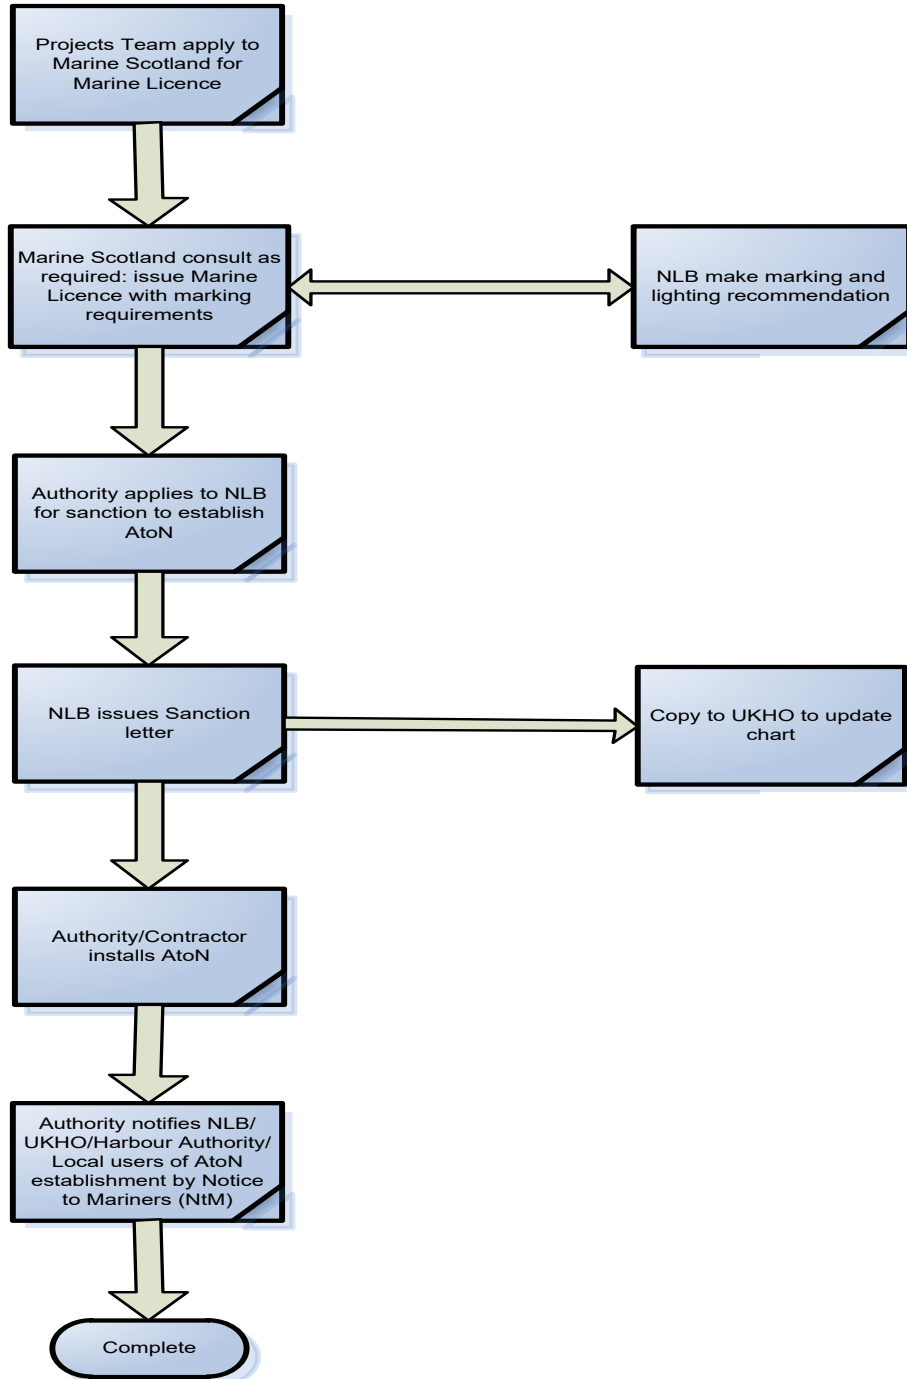 Projects Team apply to
Marine Scotland for
Marine Licence
Marine Scotland consult as
required: issue Marine
Licence with marking
requirements
NLB make marking and
lighting recommendation
Authority applies to NLB
for sanction to establish
AtoN
NLB issues Sanction
letter
Copy to UKHO to update
chart
Authority/Contractor
installs AtoN
Authority notifies NLB/
UKHO/Harbour Authority/
Local users of AtoN
establishment by Notice
to Mariners (NtM)
Complete